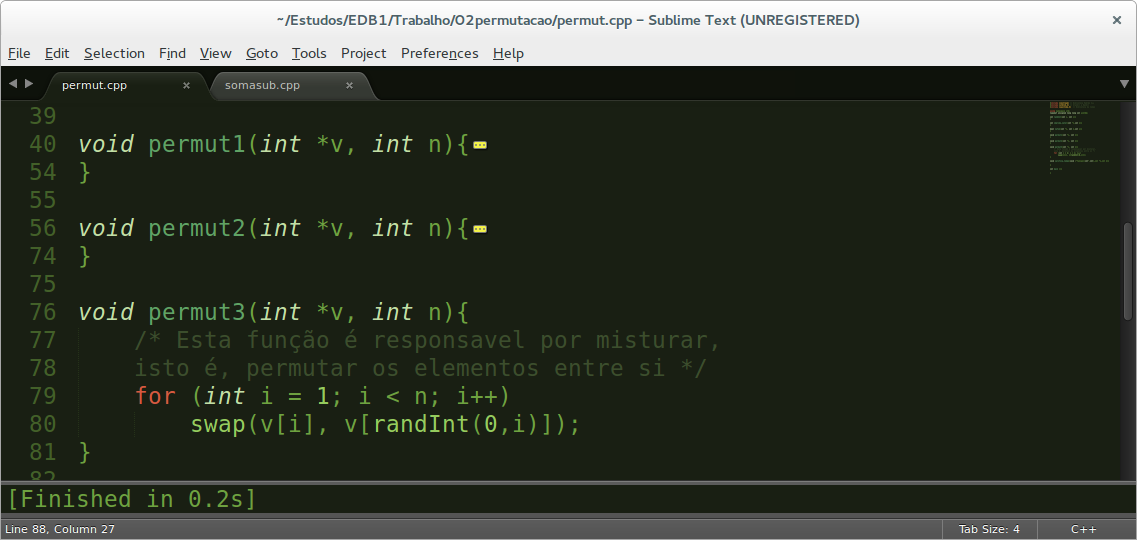 ~/Estudos/EDB1/Trabalho/02permutacao/permut.cpp – Sublime Text (UNREGISTERED) ×
File Edit Selection Find View Goto Tools Project Preferences Help
permut.cpp × somasub.cpp ×
39
40 void permut1(int *v, int n){
54 }
55
56 void permut2(int *v, int n){
74 }
75
76 void permut3(int *v, int n){
77 /* Esta função é responsavel por misturar,
78 isto é, permutar os elementos entre si */
79 for (int i = 1; i < n; i++)
80 swap(v[i], v[randInt(0,i)]);
81 }
82
[Finished in 0.2s]
Line 88, Column 27 Tab Size: 4 C++